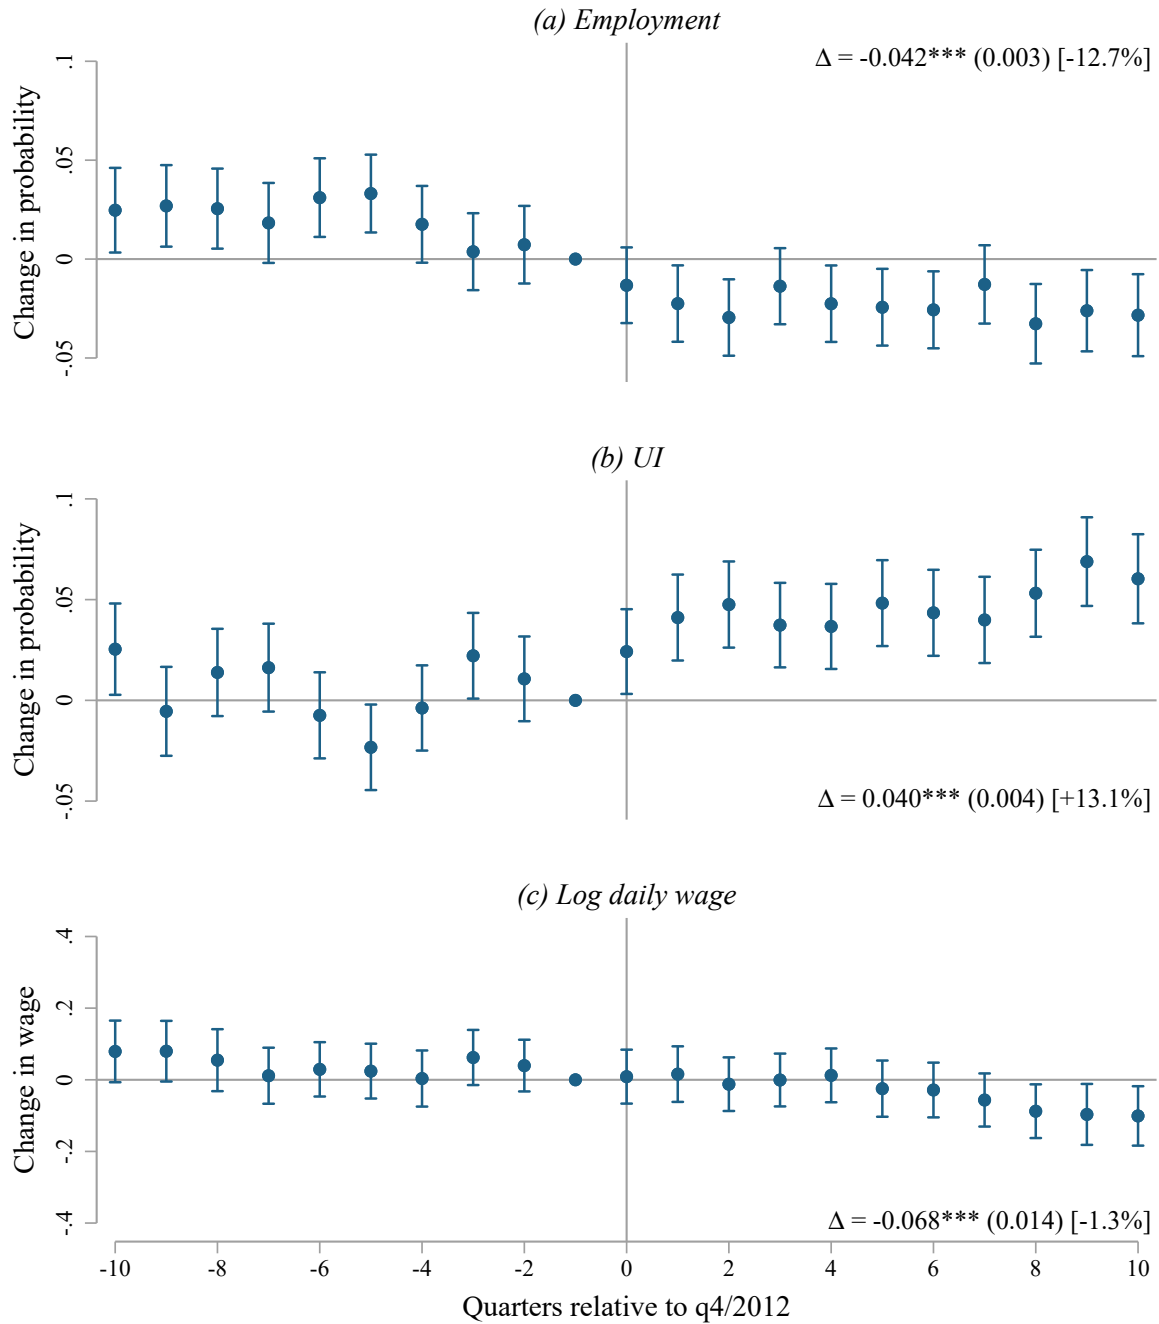 (a) Employment
Δ = -0.042*** (0.003) [-12.7%]
Change in probability
.1
.05
0
-.05
(b) UI
Change in probability
.1
.05
0
-.05
Δ = 0.040*** (0.004) [+13.1%]
(c) Log daily wage
Change in wage
.4
.2
0
-.2
-.4
Δ = -0.068*** (0.014) [-1.3%]
-10 -8 -6 -4 -2 0 2 4 6 8 10
Quarters relative to q4/2012